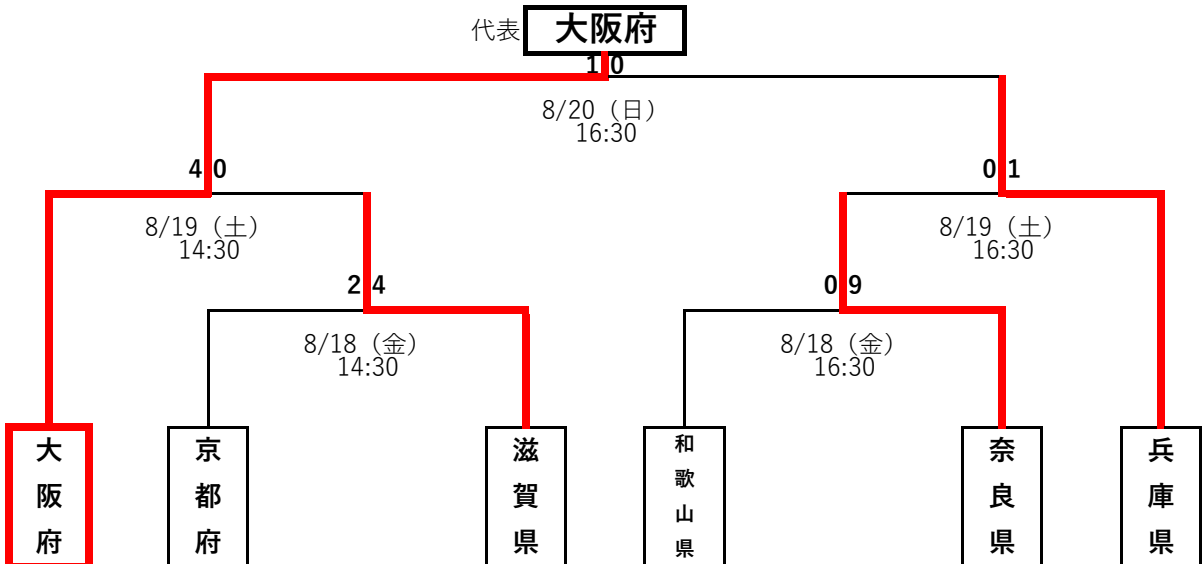 代表 大阪府
1 0
8/20（日）
16:30
4 0
0 1
8/19（土）
14:30
8/19（土）
16:30
2 4
0 9
8/18（金）
14:30
8/18（金）
16:30
大阪府
京都府
滋賀県
和歌山県
奈良県
兵庫県